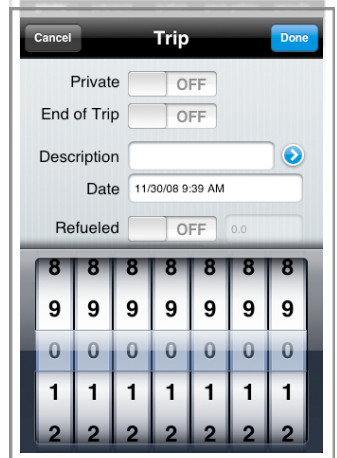 Cancel Trip Done
Private OFF
End of Trip OFF
Description
Date 11/30/08 9:39 AM
Refueled OFF 0.0
8 8 8 8 8 8 8
9 9 9 9 9 9 9
0 0 0 0 0 0 0
1 1 1 1 1 1 1
2 2 2 2 2 2 2